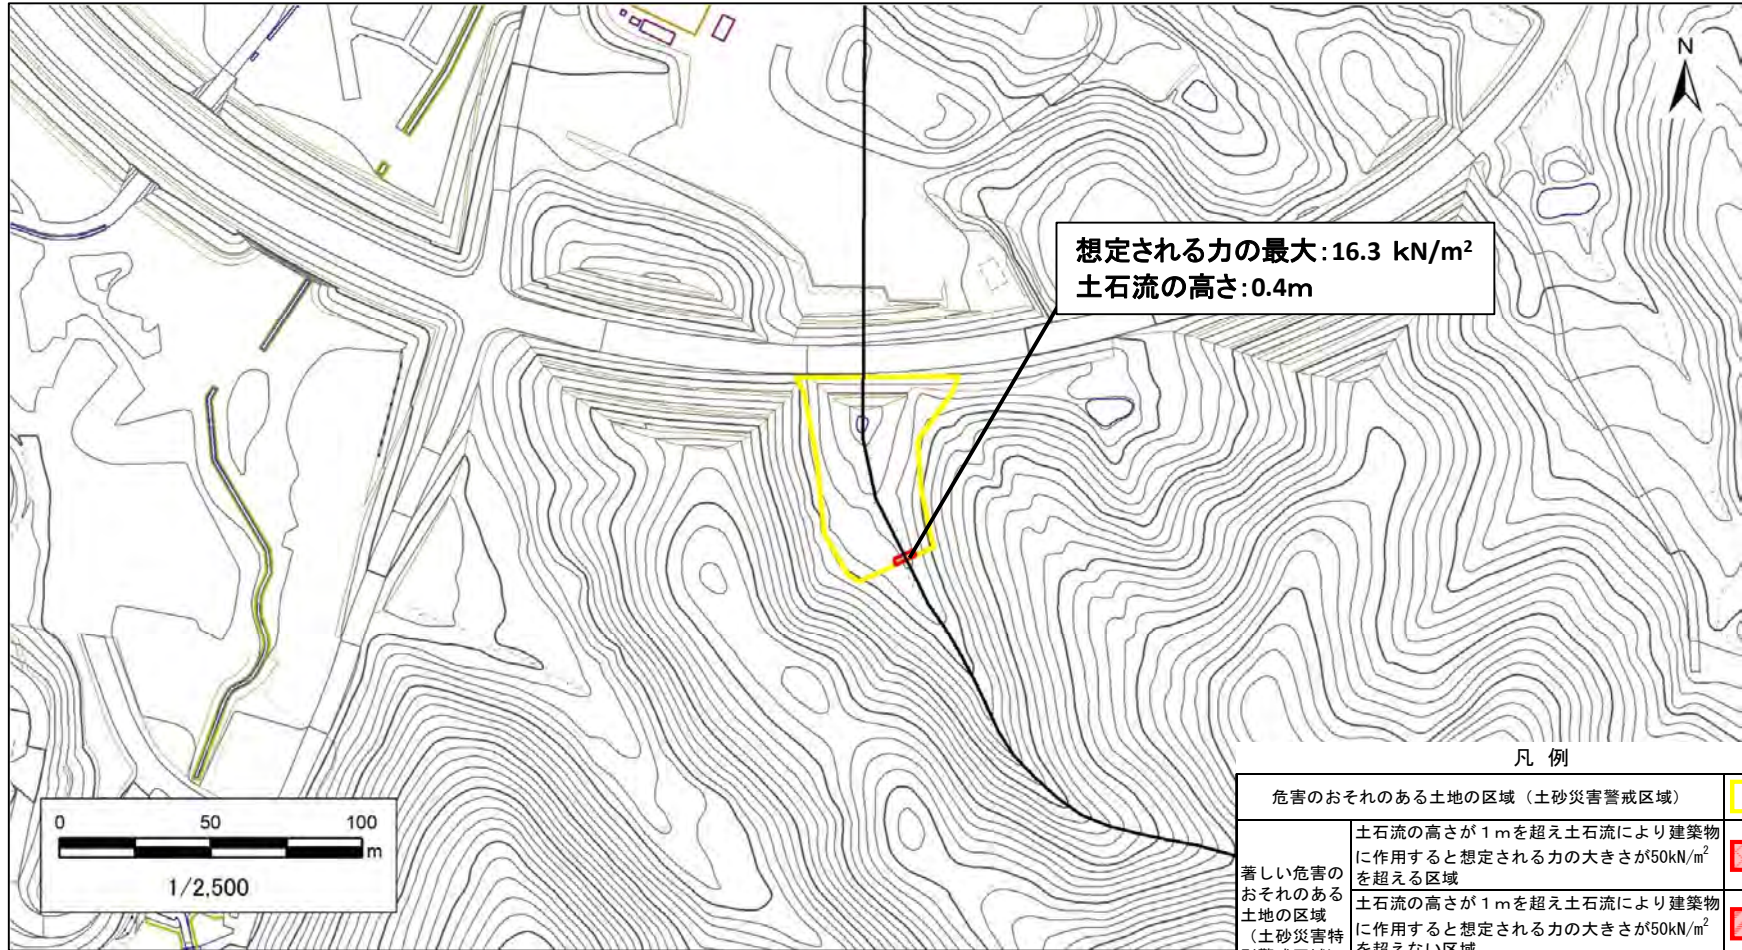 N
想定される力の最大:16.3 kN/m²
土石流の高さ:0.4m
凡 例
危害のおそれのある土地の区域（土砂災害警戒区域）
著しい危害の
おそれのある
土地の区域
（土砂災害特
土石流の高さが１ｍを超え土石流により建築物
に作用すると想定される力の大きさが50kN/m²
を超える区域
土石流の高さが１ｍを超え土石流により建築物
に作用すると想定される力の大きさが50kN/m²
を超えない区域
0 50 100
m
1/2,500